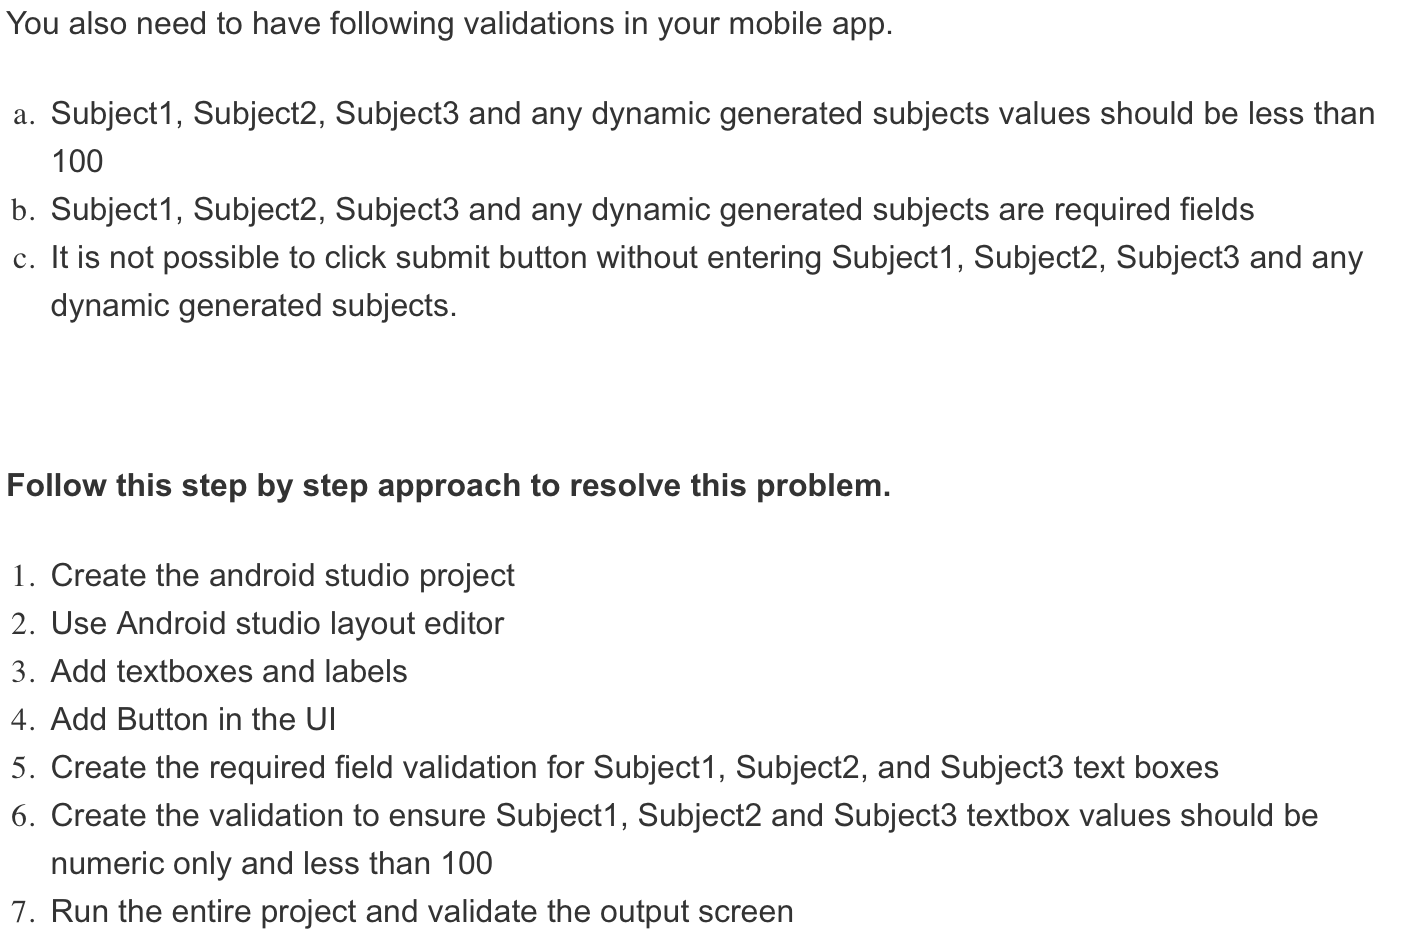 You also need to have following validations in your mobile app.
a. Subject1, Subject2, Subject3 and any dynamic generated subjects values should be less than
100
b. Subject1, Subject2, Subject3 and any dynamic generated subjects are required fields
c. It is not possible to click submit button without entering Subject1, Subject2, Subject3 and any
dynamic generated subjects.
Follow this step by step approach to resolve this problem.
1. Create the android studio project
2. Use Android studio layout editor
3. Add textboxes and labels
4. Add Button in the UI
5. Create the required field validation for Subject1, Subject2, and Subject3 text boxes
6. Create the validation to ensure Subject1, Subject2 and Subject3 textbox values should be
numeric only and less than 100
7. Run the entire project and validate the output screen